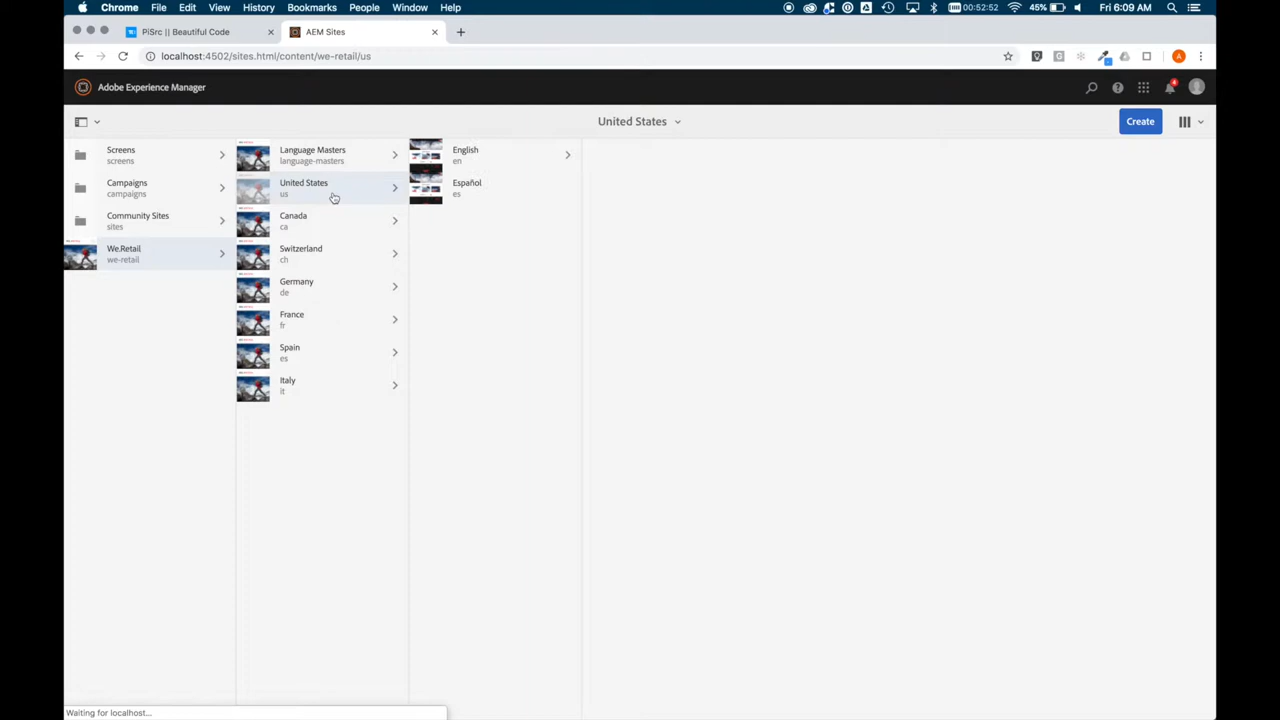 Chrome File Edit View History Bookmarks People Window Help 00:52:52 45% Fri 6:09 AM
PiSrc || Beautiful Code × AEM Sites × +
localhost:4502/sites.html/content/we-retail/us A
Adobe Experience Manager
United States
Create
Screens
screens
Campaigns
campaigns
Community Sites
sites
We.Retail
we-retail
Language Masters
language-masters
United States
us
Canada
ca
Switzerland
ch
Germany
de
France
fr
Spain
es
Italy
it
English
en
Español
es
Waiting for localhost...